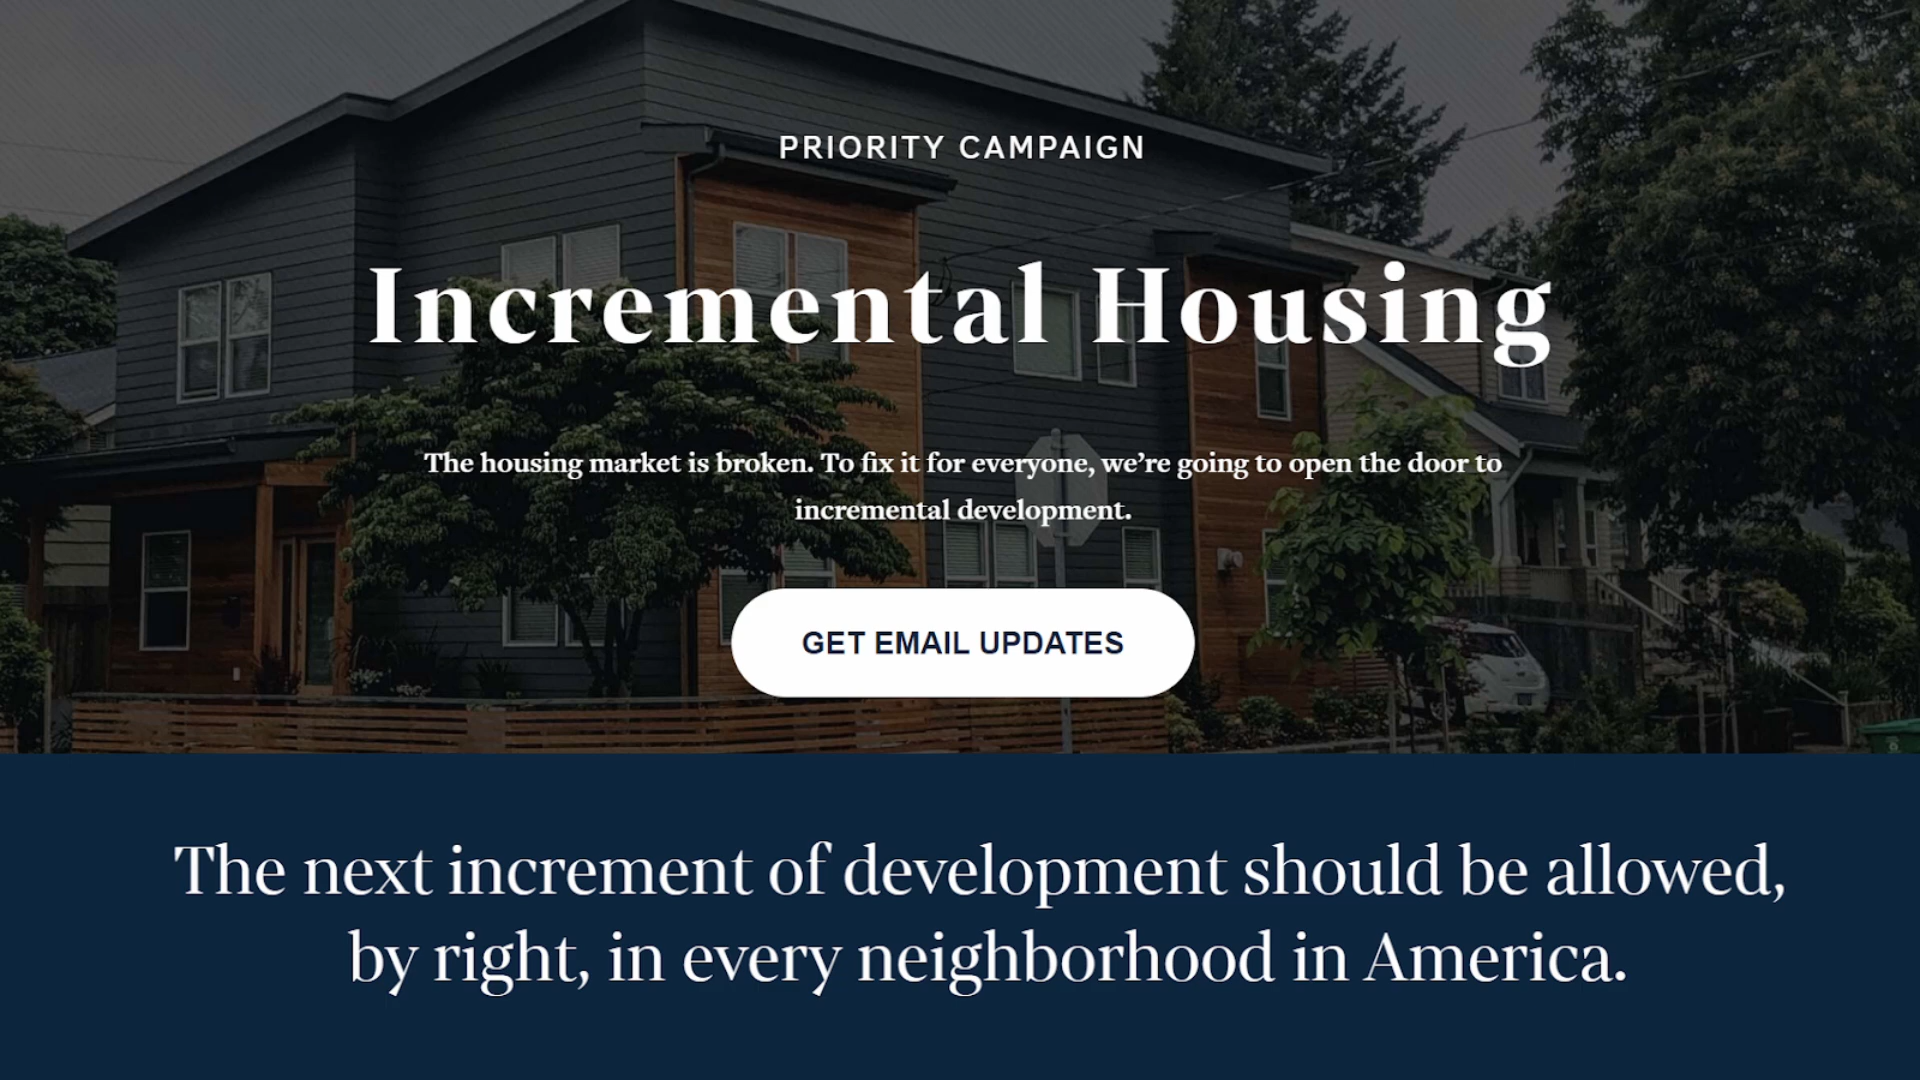 PRIORITY CAMPAIGN
Incremental Housing
The housing market is broken. To fix it for everyone, we’re going to open the door to
incremental development.
GET EMAIL UPDATES
The next increment of development should be allowed,
by right, in every neighborhood in America.